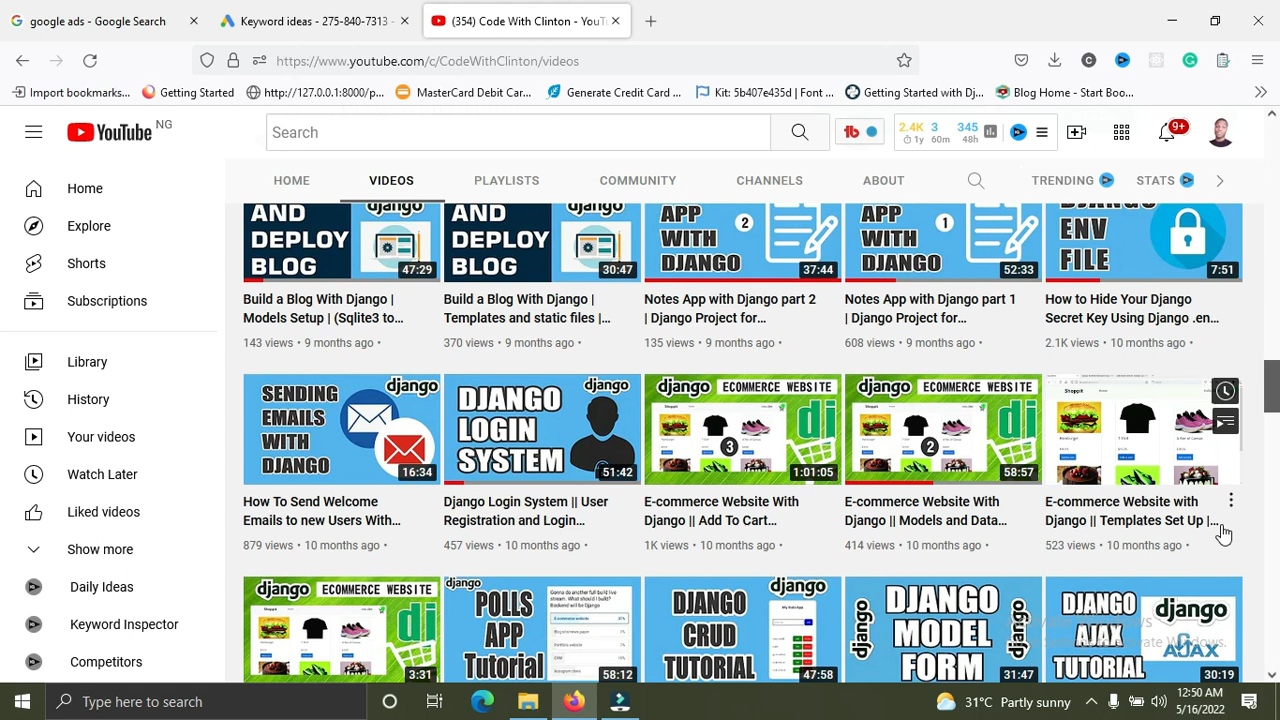 google ads - Google Search
Keyword ideas - 275-840-7313 -
(354) Code With Clinton - YouTu
https://www.youtube.com/c/CodeWithClinton/videos
Import bookmarks...
Getting Started
http://127.0.0.1:8000/p...
MasterCard Debit Car...
Generate Credit Card ...
Kit: 5b407e435d | Font ...
Getting Started with Dj...
Blog Home - Start Boo...
YouTube NG
Search
2.4K 3 345
1y 60m 48h
9+
HOME VIDEOS PLAYLISTS COMMUNITY CHANNELS ABOUT TRENDING STATS
Home
Explore
Shorts
Subscriptions
Library
History
Your videos
Watch Later
Liked videos
Show more
Daily Ideas
Keyword Inspector
Competitors
AND
DEPLOY
BLOG
django
47:29
Build a Blog With Django |
Models Setup | (Sqlite3 to...
143 views • 9 months ago •
AND
DEPLOY
BLOG
django
30:47
Build a Blog With Django |
Templates and static files |...
370 views • 9 months ago •
APP
WITH
DJANGO
2
37:44
Notes App with Django part 2
| Django Project for...
135 views • 9 months ago •
APP
WITH
DJANGO
1
52:33
Notes App with Django part 1
| Django Project for...
608 views • 9 months ago •
DJANGO
ENV
FILE
7:51
How to Hide Your Django
Secret Key Using Django .en...
2.1K views • 10 months ago •
SENDING
EMAILS
WITH
DJANGO
django
16:34
How To Send Welcome
Emails to new Users With...
879 views • 10 months ago •
DJANGO
LOGIN
SYSTEM
django
51:42
Django Login System || User
Registration and Login...
457 views • 10 months ago •
django ECOMMERCE WEBSITE
Shoppit
3
dj
1:01:05
E-commerce Website With
Django || Add To Cart...
1K views • 10 months ago •
django ECOMMERCE WEBSITE
Shoppit
2
dj
58:57
E-commerce Website With
Django || Models and Data...
414 views • 10 months ago •
Shoppit
E-commerce Website with
Django || Templates Set Up |...
523 views • 10 months ago •
django ECOMMERCE WEBSITE
Shoppit
dj
3:31
django
POLLS
APP
Tutorial
58:12
DJANGO
CRUD
TUTORIAL
django
47:58
django
DJANGO
MODEL
FORM
django
31:47
DJANGO
AJAX
TUTORIAL
django
AJAX
30:19
Type here to search
31°C Partly sunny
12:50 AM
5/16/2022